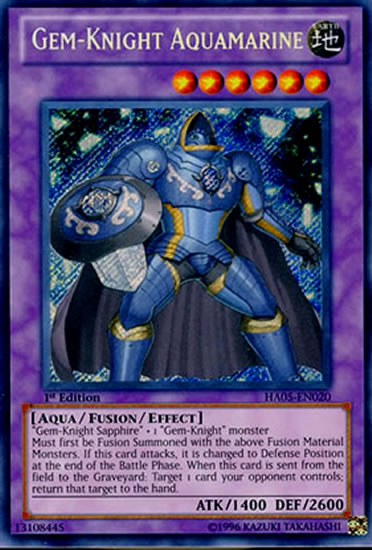 GEM-KNIGHT AQUAMARINE
EARTH
地
1st Edition
HA05-EN020
[AQUA / FUSION / EFFECT]
"Gem-Knight Sapphire" + 1 "Gem-Knight" monster
Must first be Fusion Summoned with the above Fusion Material
Monsters. If this card attacks, it is changed to Defense Position
at the end of the Battle Phase. When this card is sent from the
field to the Graveyard: Target 1 card your opponent controls;
return that target to the hand.
ATK/1400 DEF/2600
13108445
©1996 KAZUKI TAKAHASHI